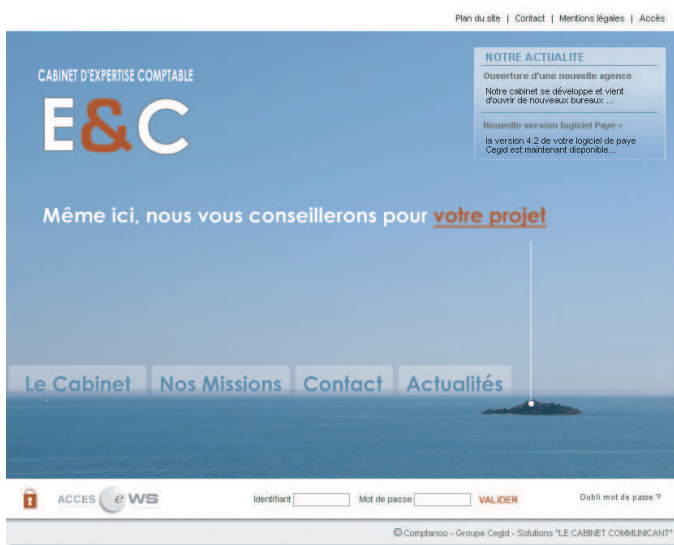 Plan du site | Contact | Mentions légales | Accès
CABINET D'EXPERTISE COMPTABLE
E&C
NOTRE ACTUALITE
Ouverture d'une nouvelle agence
Notre cabinet se développe et vient
d'ouvrir de nouveaux bureaux ...
Nouvelle version logiciel Paye +
la version 4.2 de votre logiciel de paye
Cegid est maintenant disponible...
Même ici, nous vous conseillerons pour votre projet
Le Cabinet Nos Missions Contact Actualités
ACCES e WS Identifiant Mot de passe VALIDER Oubli mot de passe ?
© Comptanoo - Groupe Cegid - Solutions "LE CABINET COMMUNICANT"